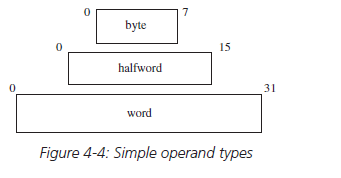 0 7
byte
0 15
halfword
0 31
word
Figure 4-4: Simple operand types